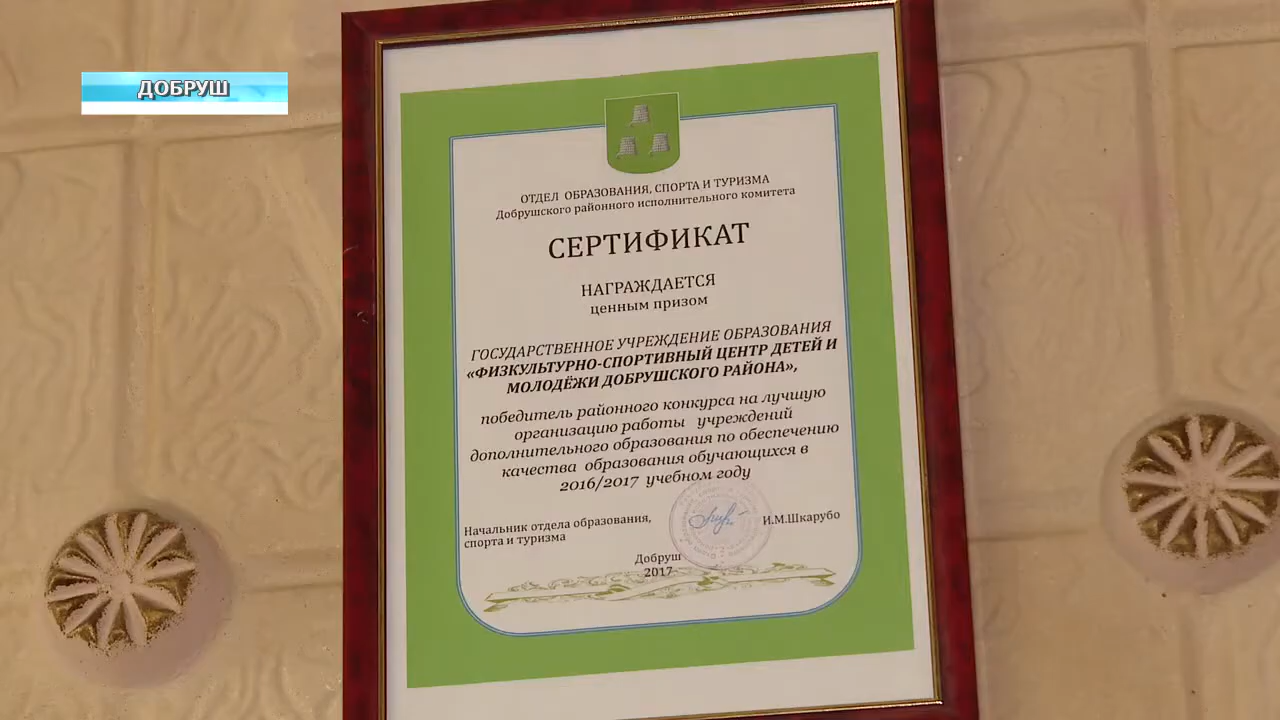 ДОБРУШ
ОТДЕЛ ОБРАЗОВАНИЯ, СПОРТА И ТУРИЗМА
Добрушского районного исполнительного комитета
СЕРТИФИКАТ
НАГРАЖДАЕТСЯ
ценным призом
ГОСУДАРСТВЕННОЕ УЧРЕЖДЕНИЕ ОБРАЗОВАНИЯ
«ФИЗКУЛЬТУРНО-СПОРТИВНЫЙ ЦЕНТР ДЕТЕЙ И
МОЛОДЁЖИ ДОБРУШСКОГО РАЙОНА»,
победитель районного конкурса на лучшую
организацию работы учреждений
дополнительного образования по обеспечению
качества образования обучающихся в
2016/2017 учебном году
Начальник отдела образования,
спорта и туризма
И.М.Шкарубо
Добруш
2017